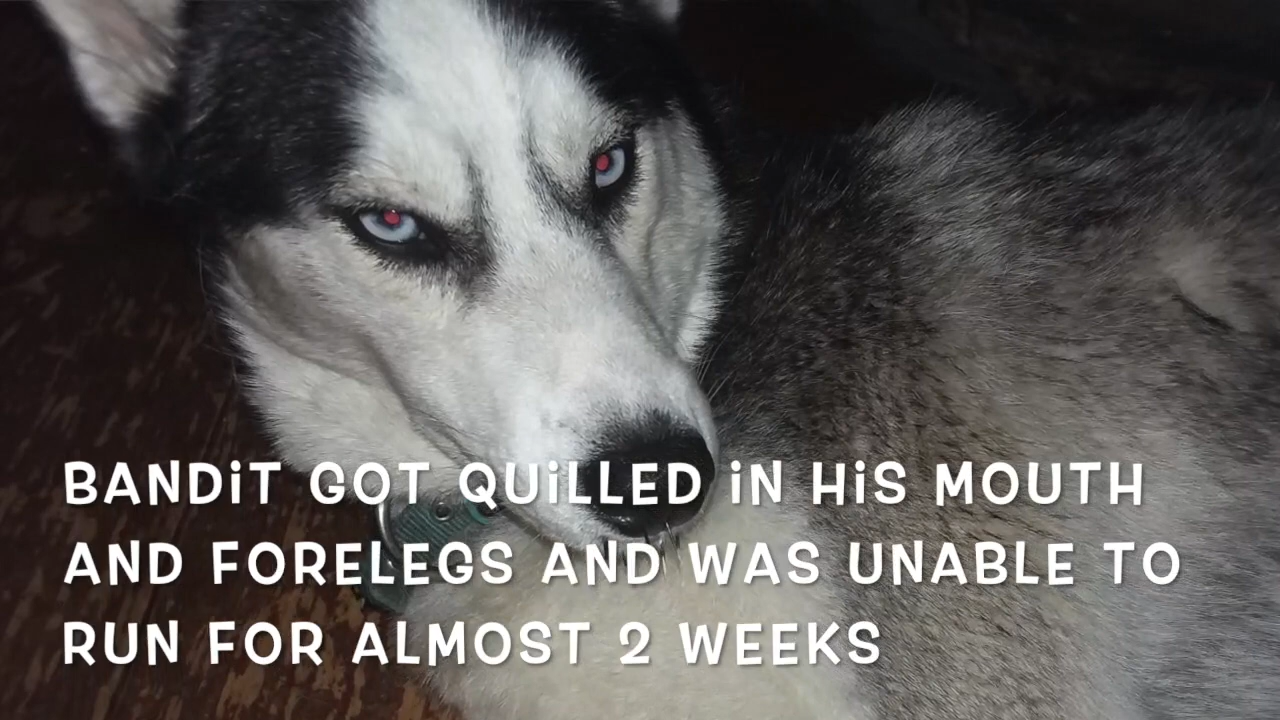 BANDiT GOT QUiLLED iN HiS MOUTH
AND FORELEGS AND WAS UNABLE TO
RUN FOR ALMOST 2 WEEKS